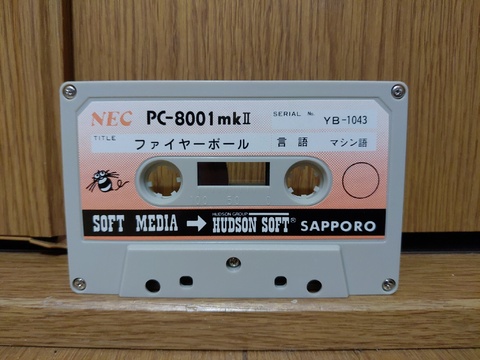 NEC PC-8001mkⅡ SERIAL No. YB-1043
TITLE ファイヤーボール 言語 マシン語
HUDSON GROUP
SOFT MEDIA → HUDSON SOFT® SAPPORO